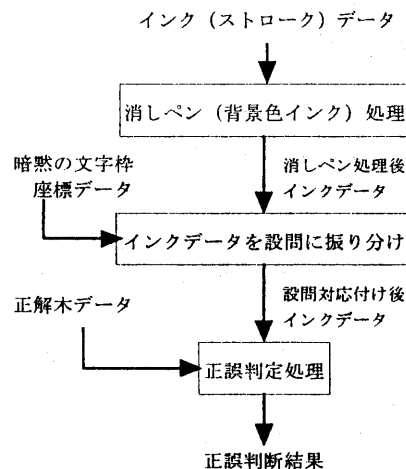 インク（ストローク）データ
消しペン（背景色インク）処理
暗黙の文字枠
座標データ
消しペン処理後
インクデータ
インクデータを設問に振り分け
正解木データ
設問対応付け後
インクデータ
正誤判定処理
正誤判断結果